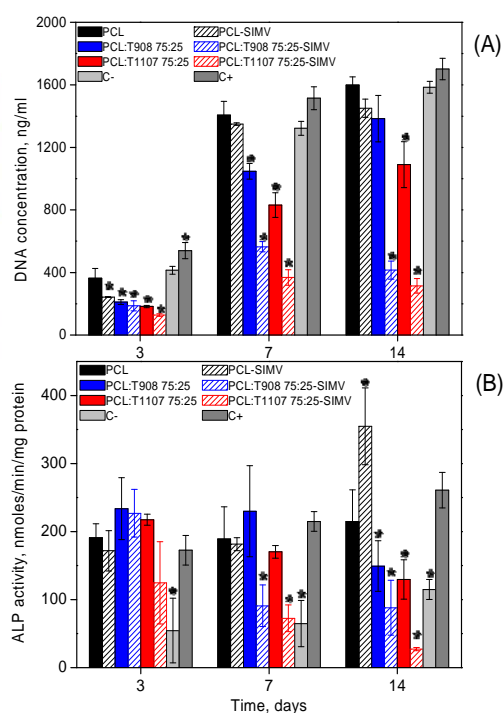 PCL PCL-SIMV
PCL:T908 75:25 PCL:T908 75:25-SIMV
PCL:T1107 75:25 PCL:T1107 75:25-SIMV
C- C+
(A)
2000
1600
1200
800
400
0
DNA concentration, ng/ml
3 7 14
PCL PCL-SIMV
PCL:T908 75:25 PCL:T908 75:25-SIMV
PCL:T1107 75:25 PCL:T1107 75:25-SIMV
C- C+
(B)
400
300
200
100
0
ALP activity, nmoles/min/mg protein
3 7 14
Time, days